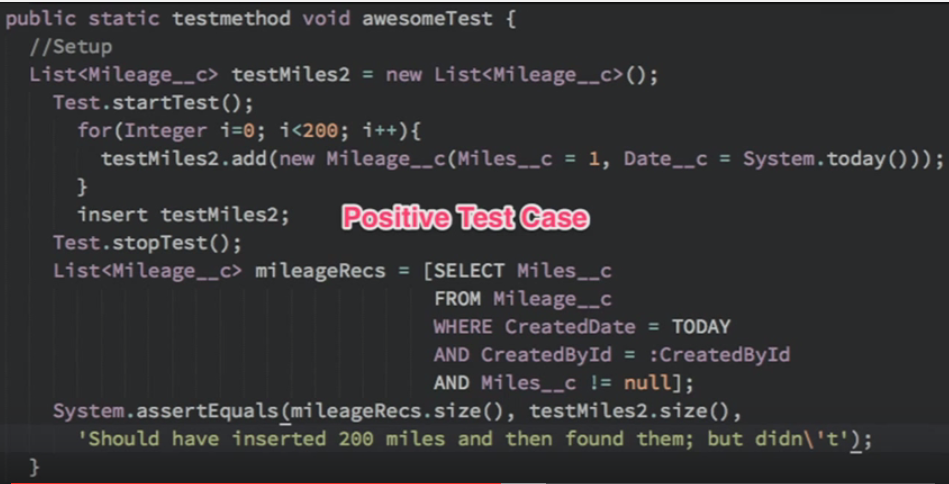 public static testmethod void awesomeTest {
//Setup
List<Mileage__c> testMiles2 = new List<Mileage__c>();
Test.startTest();
for(Integer i=0; i<200; i++){
testMiles2.add(new Mileage__c(Miles__c = 1, Date__c = System.today()));
}
insert testMiles2;
Positive Test Case
Test.stopTest();
List<Mileage__c> mileageRecs = [SELECT Miles__c
FROM Mileage__c
WHERE CreatedDate = TODAY
AND CreatedById = :CreatedById
AND Miles__c != null];
System.assertEquals(mileageRecs.size(), testMiles2.size(),
'Should have inserted 200 miles and then found them; but didn\'t');
}